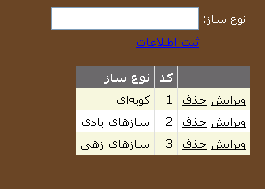 نوع ساز:
ثبت اطلاعات
کد نوع ساز
ویرایش حذف 1 کوبه‌ای
ویرایش حذف 2 سازهای بادی
ویرایش حذف 3 سازهای زهی